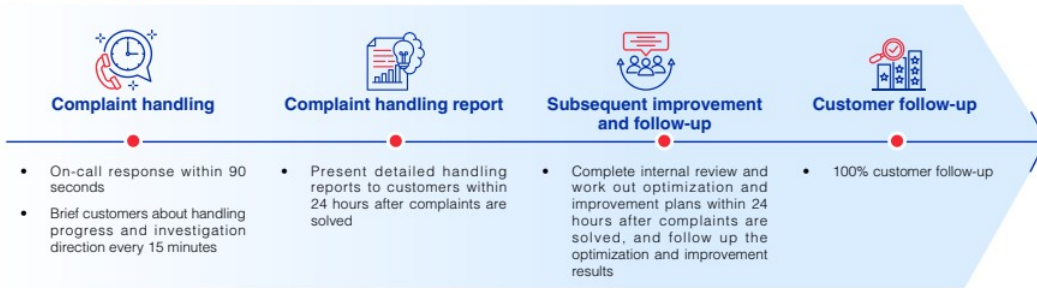 Complaint handling
On-call response within 90
seconds
Brief customers about handling
progress and investigation
direction every 15 minutes
Complaint handling report
Present detailed handling
reports to customers within
24 hours after complaints are
solved
Subsequent improvement
and follow-up
Complete internal review and
work out optimization and
improvement plans within 24
hours after complaints are
solved, and follow up the
optimization and improvement
results
Customer follow-up
100% customer follow-up